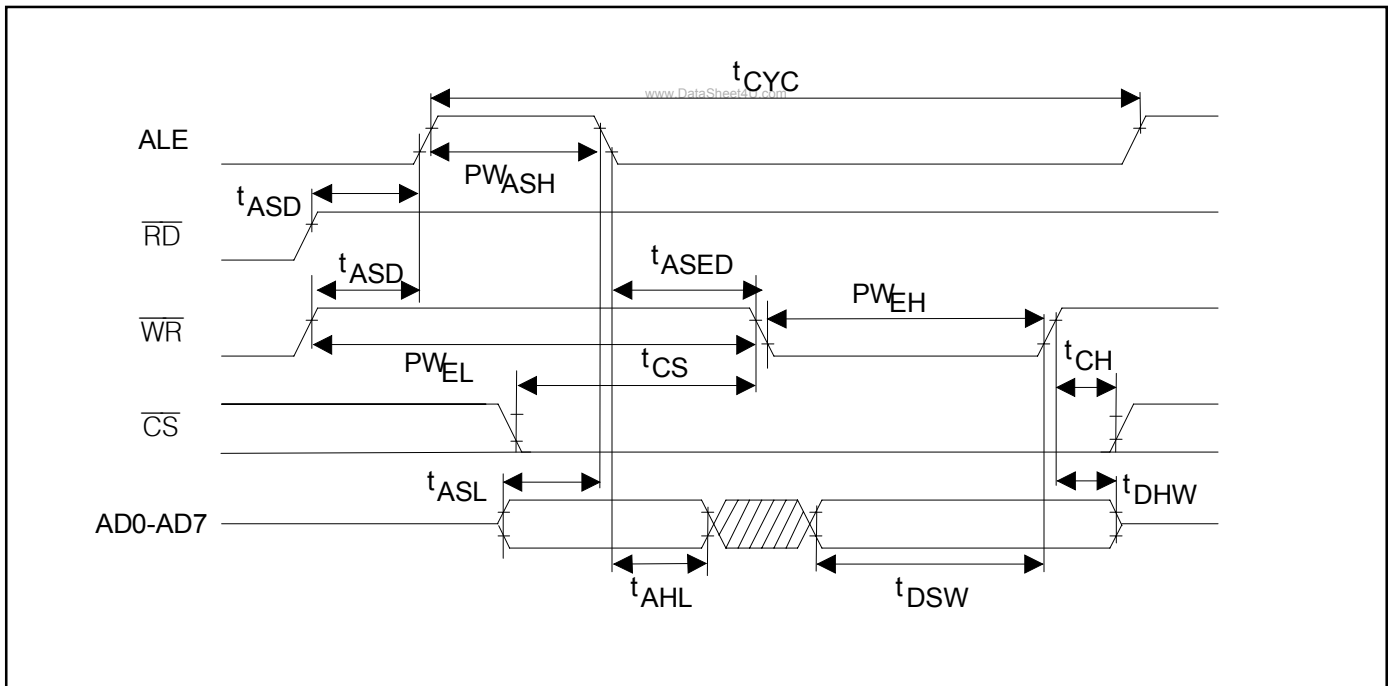 tCYC
www.DataSheet4U.com
ALE
PWASH
tASD
RD
tASED
tASD
PWEH
WR
tCH
PWEL
tCS
CS
tASL
tDHW
AD0-AD7
tAHL
tDSW